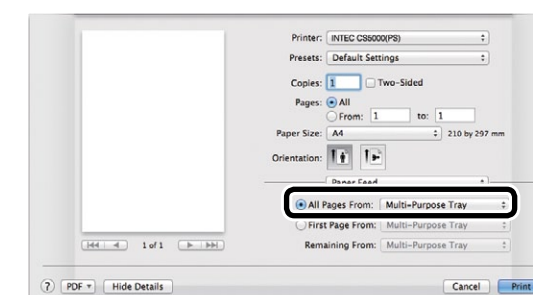 Printer: INTEC CS5000(PS)
Presets: Default Settings
Copies: 1 Two-Sided
Pages: All
From: 1 to: 1
Paper Size: A4 210 by 297 mm
Orientation:
Paper Feed
All Pages From: Multi-Purpose Tray
First Page From: Multi-Purpose Tray
1 of 1 Remaining From: Multi-Purpose Tray
? PDF Hide Details Cancel Print